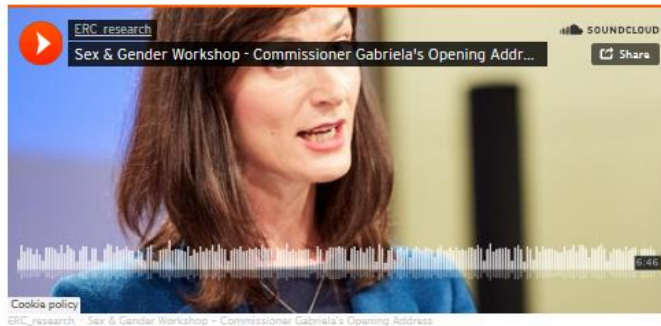 ERC_research
SOUNDCLOUD
Sex & Gender Workshop - Commissioner Gabriela's Opening Addr...
Share
6:46
Cookie policy
ERC_research · Sex & Gender Workshop – Commissioner Gabriela's Opening Address